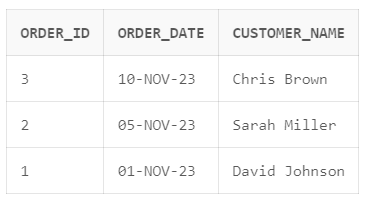 ORDER_ID ORDER_DATE CUSTOMER_NAME
3 10-NOV-23 Chris Brown
2 05-NOV-23 Sarah Miller
1 01-NOV-23 David Johnson